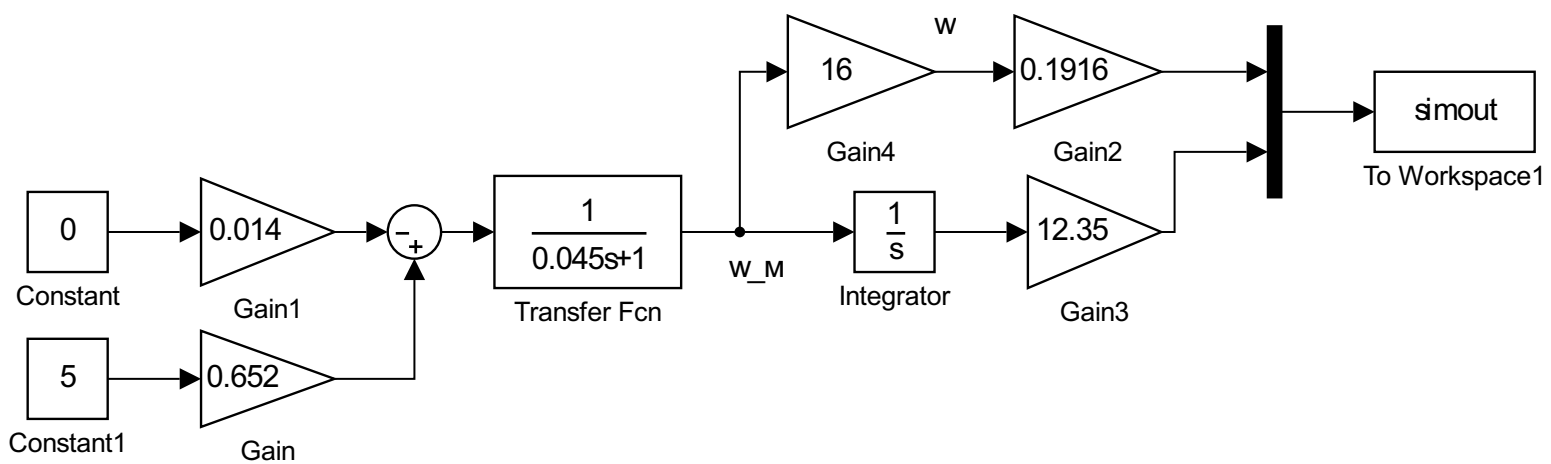 w
16
0.1916
simout
Gain4
Gain2
To Workspace1
0
0.014
-
+
1
0.045s+1
w_м
1
s
12.35
Constant
Gain1
Transfer Fcn
Integrator
Gain3
5
0.652
Constant1
Gain